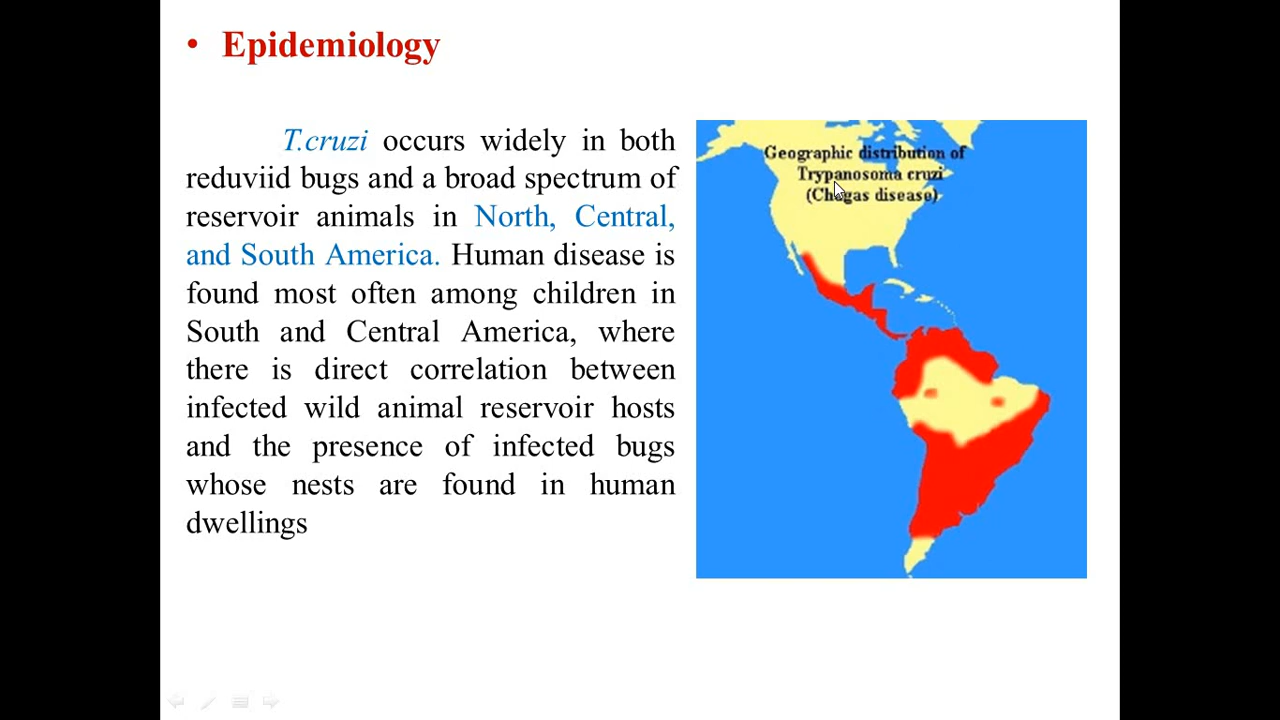 • Epidemiology
T.cruzi occurs widely in both
reduviid bugs and a broad spectrum of
reservoir animals in North, Central,
and South America. Human disease is
found most often among children in
South and Central America, where
there is direct correlation between
infected wild animal reservoir hosts
and the presence of infected bugs
whose nests are found in human
dwellings
Geographic distribution of
Trypanosoma cruzi
(Chagas disease)